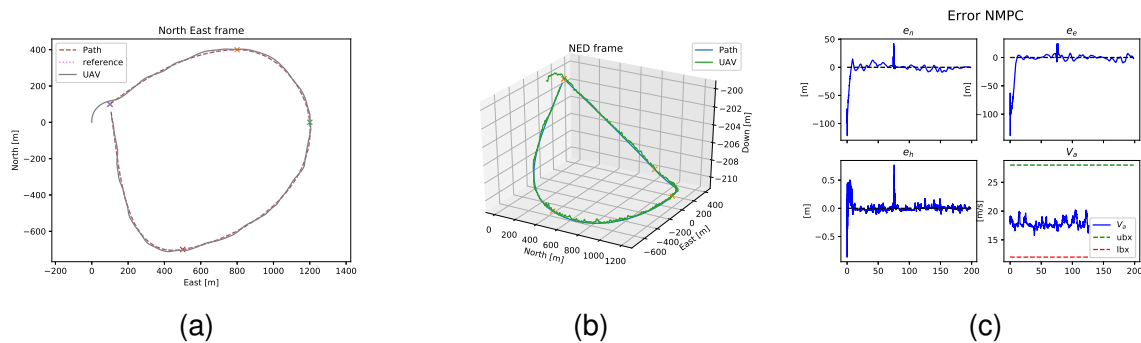 North East frame
400
200
0
−200
−400
−600
North [m]
Path
reference
UAV
−200 0 200 400 600 800 1000 1200 1400
East [m]
(a)
NED frame
Path
UAV
−200
−202
−204
−206
−208
−210
Down [m]
0 200 400 600 800 1000 1200
North [m]
−600 −400 −200 0 200 400
East [m]
(b)
Error NMPC
e_n
50
0
−50
−100
[m]
e_e
0
−50
−100
[m]
e_h
0.5
0.0
−0.5
[m]
0 50 100 150 200
V_a
25
20
15
[m/s]
V_a
ubx
lbx
0 50 100 150 200
(c)